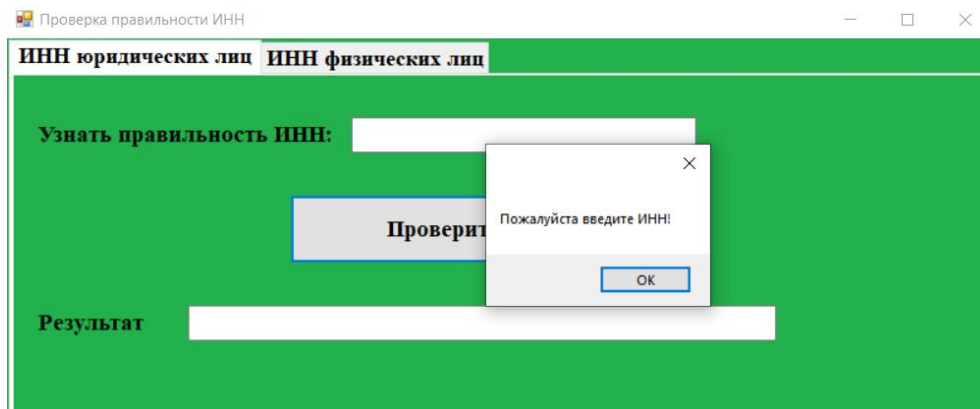 Проверка правильности ИНН
ИНН юридических лиц ИНН физических лиц
Узнать правильность ИНН:
Пожалуйста введите ИНН!
Проверит
OK
Результат